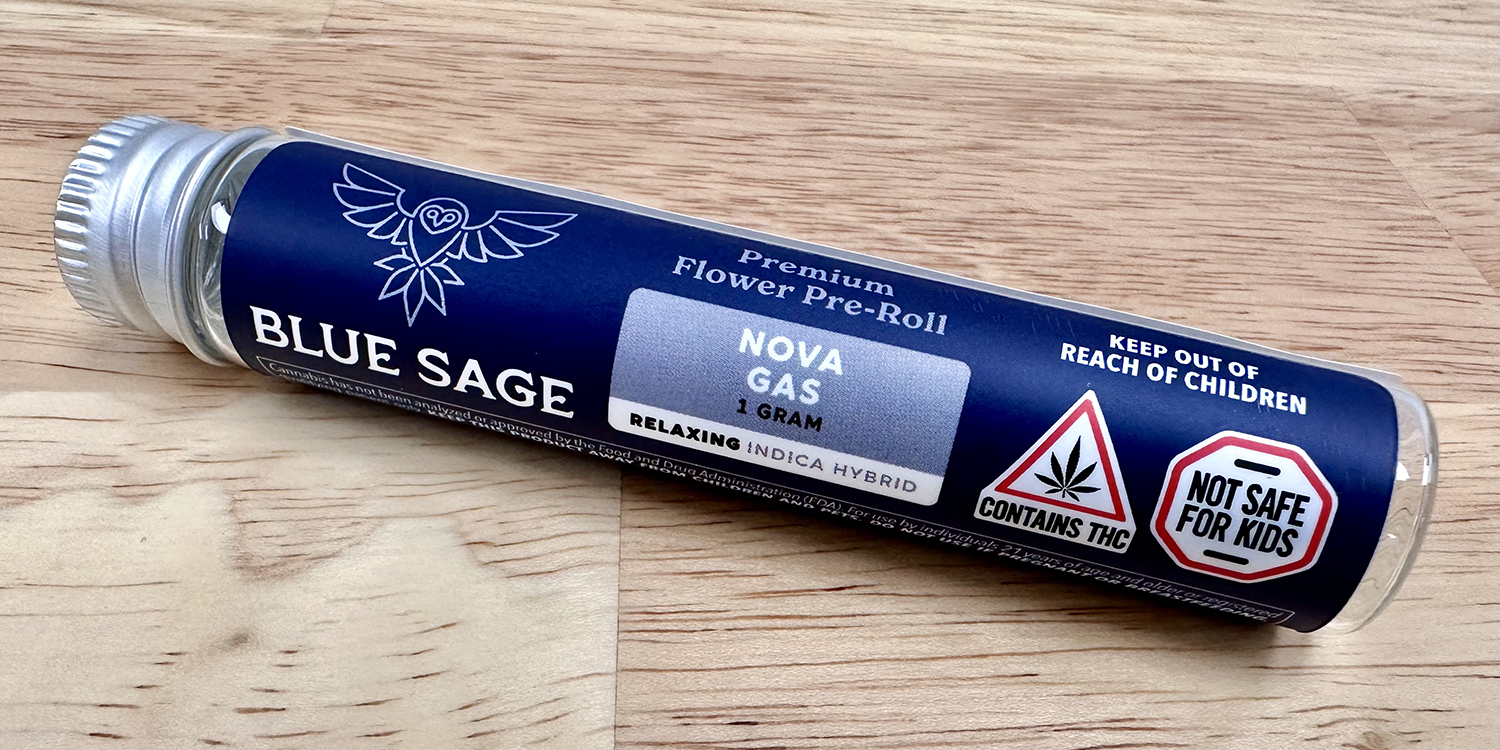 BLUE SAGE
Premium
Flower Pre-Roll
NOVA
GAS
1 GRAM
RELAXING INDICA HYBRID
KEEP OUT OF
REACH OF CHILDREN
CONTAINS THC
NOT SAFE
FOR KIDS
Cannabis has not been analyzed or approved by the Food and Drug Administration (FDA). For use by individuals 21 years of age and older or registered
KEEP THIS PRODUCT AWAY FROM CHILDREN AND PETS. DO NOT USE IF PREGNANT OR BREASTFEEDING.